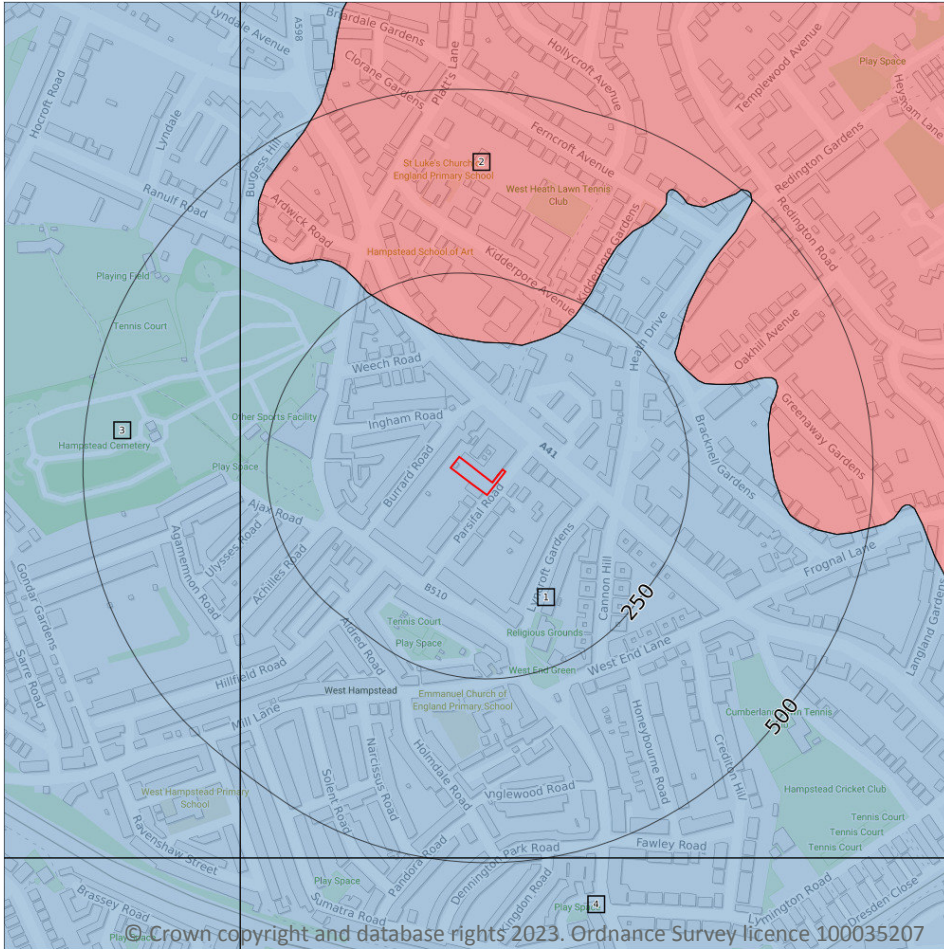 Lyndale Avenue
A598
Briardale Gardens
Platt's Lane
Clorane Gardens
Hollycroft Avenue
Templewood Avenue
Play Space
Heysham Lane
Hocroft Road
Lyndale
Burgess Hill
Ferncroft Avenue
2
St Luke's Church
England Primary School
West Heath Lawn Tennis
Club
Redington Gardens
Redington Road
Ranulf Road
Ardwick Road
Hampstead School of Art
Kidderpore Avenue
Kidderpore Gardens
Playing Field
Tennis Court
Heath Drive
Oakhill Avenue
Weech Road
Greenaway Gardens
Other Sports Facility
Ingham Road
3
Hampstead Cemetery
Play Space
Burrard Road
A41
Bracknell Gardens
Parsifal Road
Ajax Road
Agamemnon Road
Ulysses Road
Achilles Road
Frognal Lane
Gondar Gardens
B510
Lyncroft Gardens
1
Cannon Hill
250
Tennis Court
Play Space
Aldred Road
Religious Grounds
West End Green
West End Lane
Langland Gardens
Sarre Road
Hillfield Road
West Hampstead
Emmanuel Church of
England Primary School
Mill Lane
500
Honeybourne Road
Crediton Hill
Narcissus Road
Holmdale Road
Solent Road
West Hampstead Primary
School
Hampstead Cricket Club
Tennis Court
Tennis Court
Tennis Court
Ravenshaw Street
Pandora Road
Dennington Park Road
Fawley Road
Play Space
Sumatra Road
4
Lymington Road
Dresden Close
Brassey Road
© Crown copyright and database rights 2023. Ordnance Survey licence 100035207